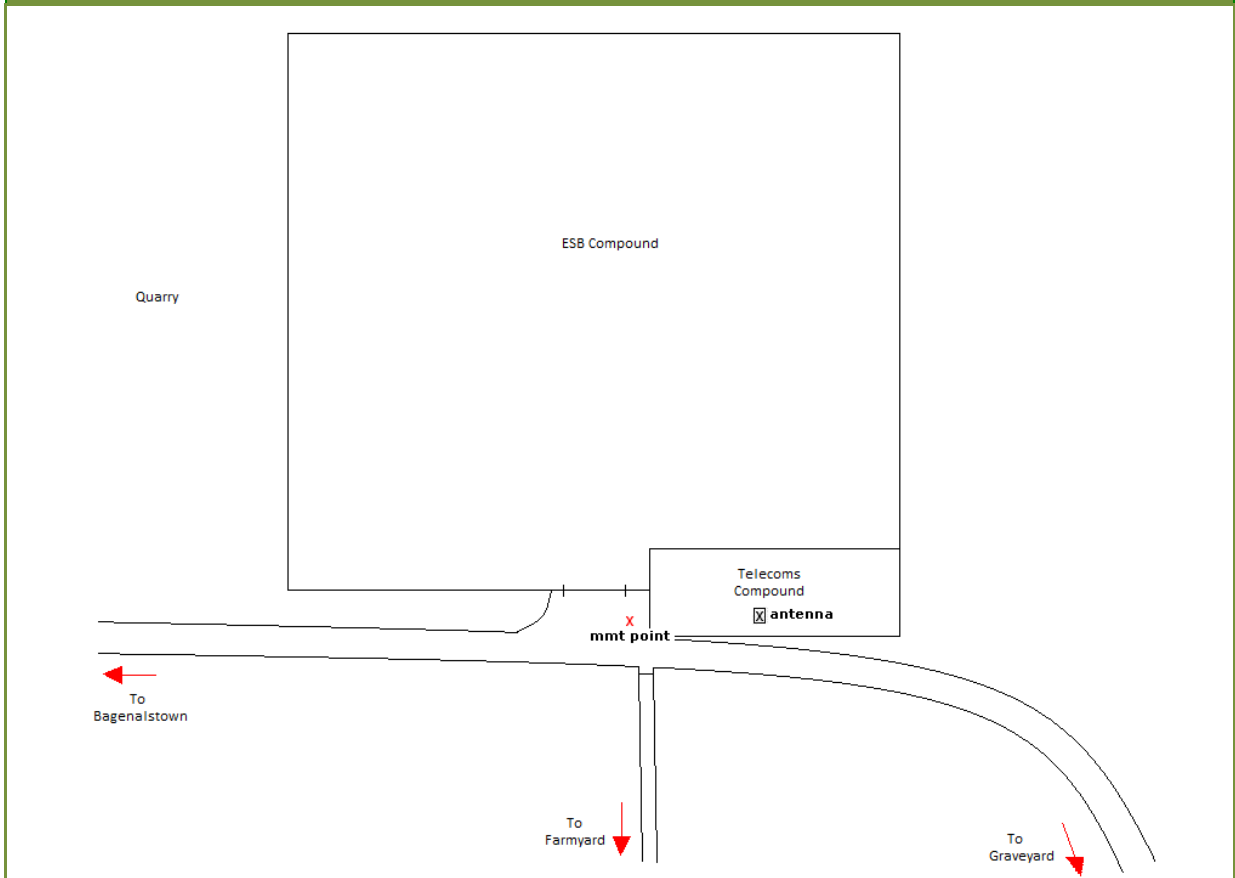 ESB Compound
Quarry
Telecoms
Compound
X antenna
X
mmt point
To
Bagenalstown
To
Farmyard
To
Graveyard